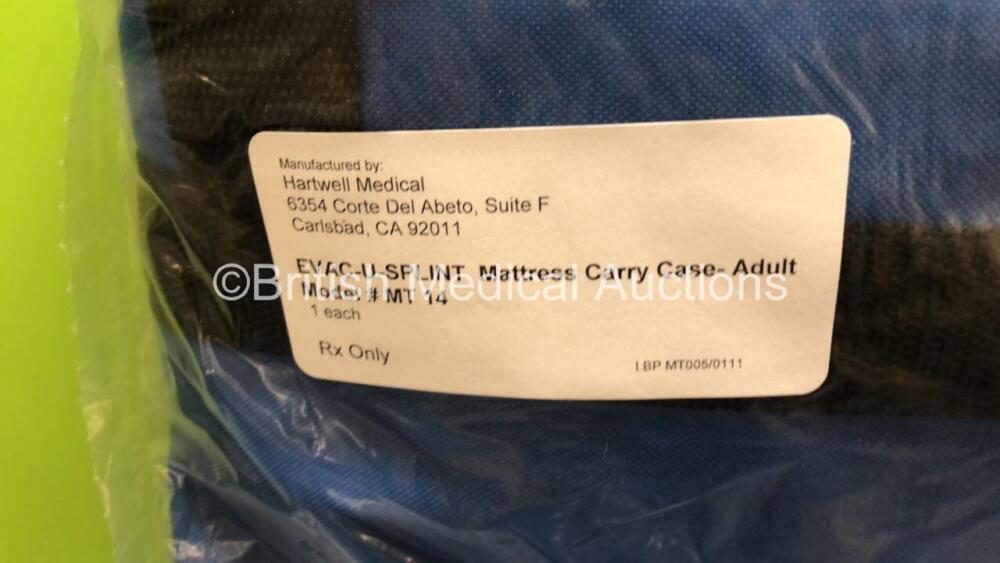 Manufactured by:
Hartwell Medical
6354 Corte Del Abeto, Suite F
Carlsbad, CA 92011
EVAC-U-SPLINT Mattress Carry Case- Adult
©British Medical Auctions
Model # MT 14
1 each
Rx Only
LBP MT005/0111